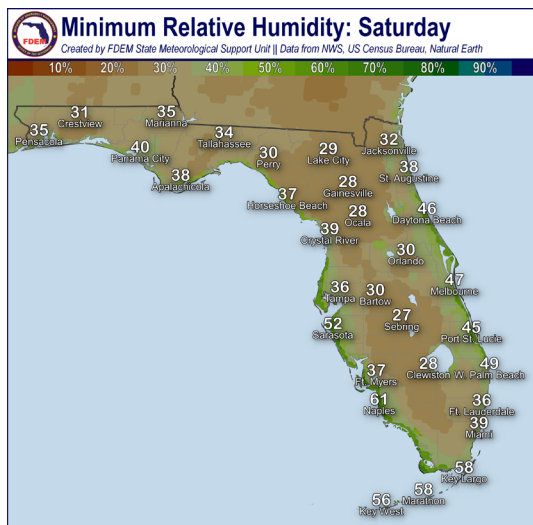 FDEM
Minimum Relative Humidity: Saturday
Created by FDEM State Meteorological Support Unit || Data from NWS, US Census Bureau, Natural Earth
10% 20% 30% 40% 50% 60% 70% 80% 90%
31
Crestview
35
Marianna
35
Pensacola
40
Panama City
34
Tallahassee
38
Apalachicola
30
Perry
29
Lake City
32
Jacksonville
38
St. Augustine
28
Gainesville
37
Horseshoe Beach
28
Ocala
46
Daytona Beach
39
Crystal River
30
Orlando
47
Melbourne
36
Tampa
30
Bartow
27
Sebring
52
Sarasota
45
Port St. Lucie
28
Clewiston
49
W. Palm Beach
37
Ft. Myers
61
Naples
36
Ft. Lauderdale
39
Miami
58
Key Largo
58
Marathon
56
Key West